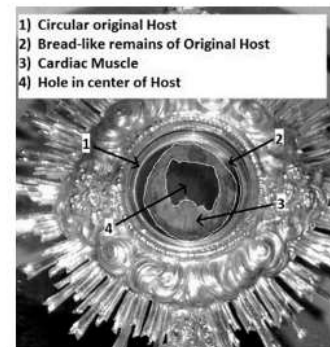 1) Circular original Host
2) Bread-like remains of Original Host
3) Cardiac Muscle
4) Hole in center of Host
1
2
3
4